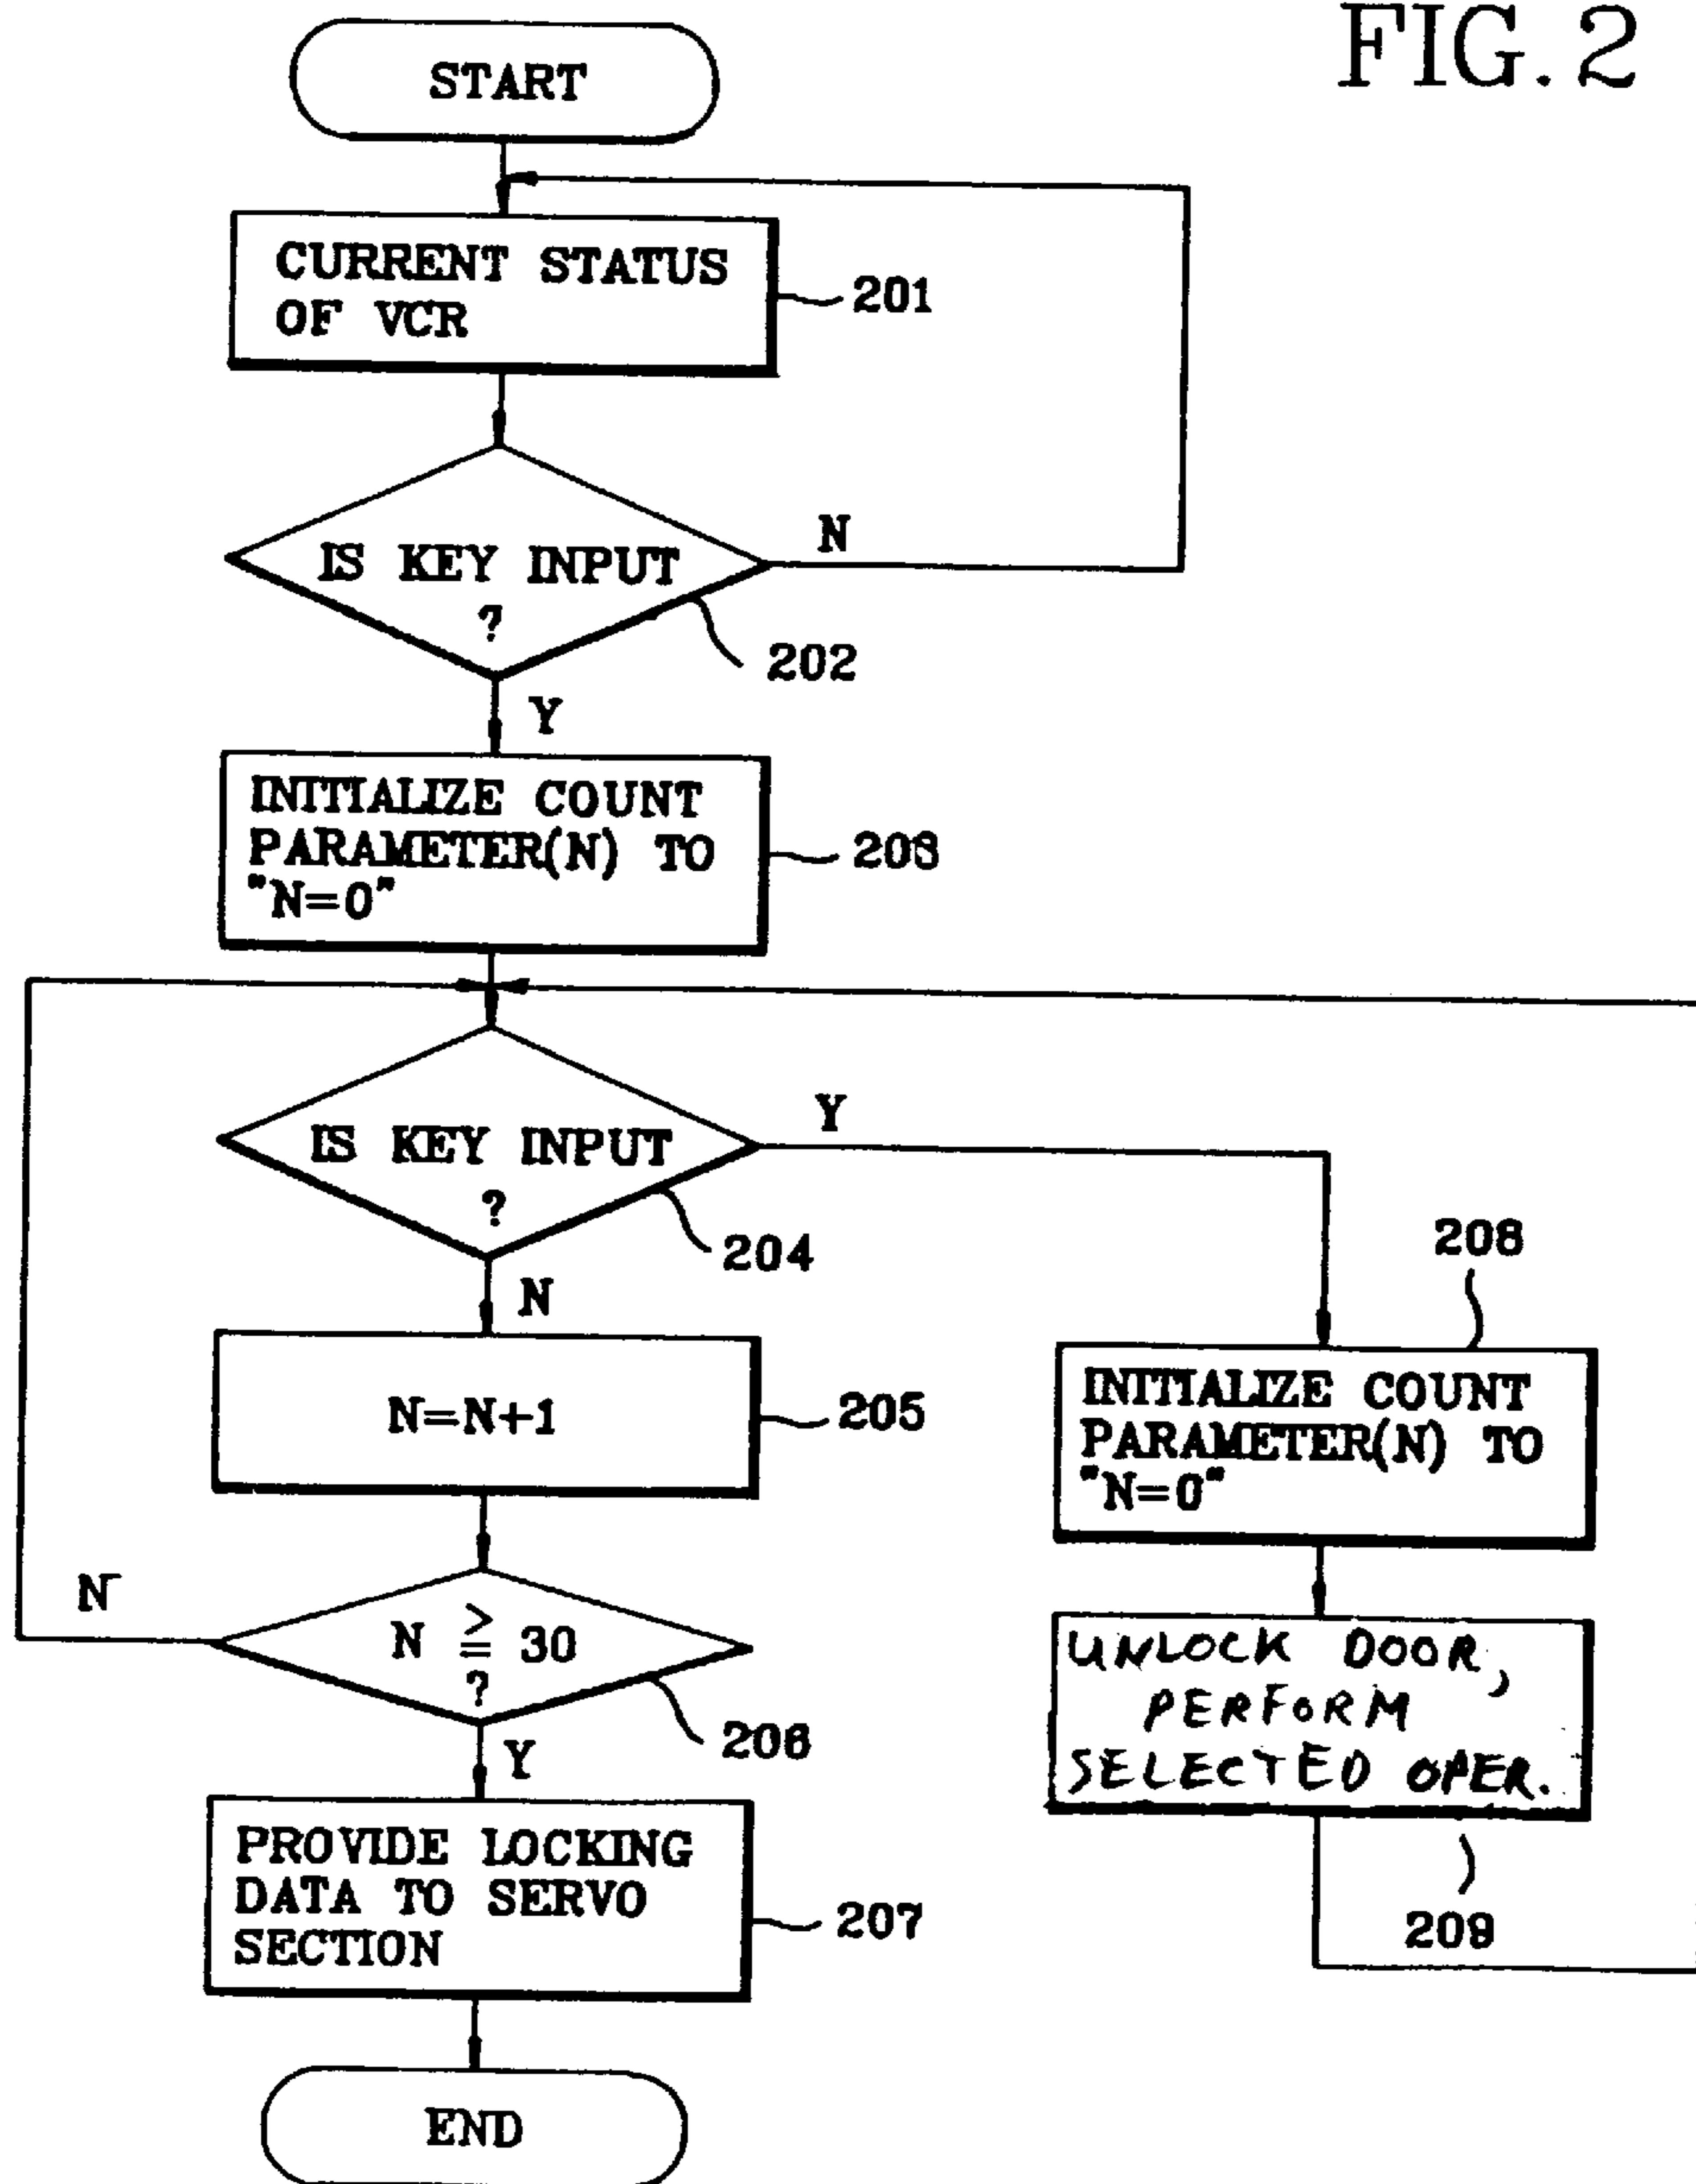 FIG. 2
START
CURRENT STATUS
OF VCR
201
IS KEY INPUT
?
N
202
Y
INITIALIZE COUNT
PARAMETER(N) TO
"N=0"
203
IS KEY INPUT
?
Y
204
N
N=N+1
205
N ≧ 30
?
N
206
Y
PROVIDE LOCKING
DATA TO SERVO
SECTION
207
END
208
INITIALIZE COUNT
PARAMETER(N) TO
"N=0"
UNLOCK DOOR,
PERFORM
SELECTED OPER.
209